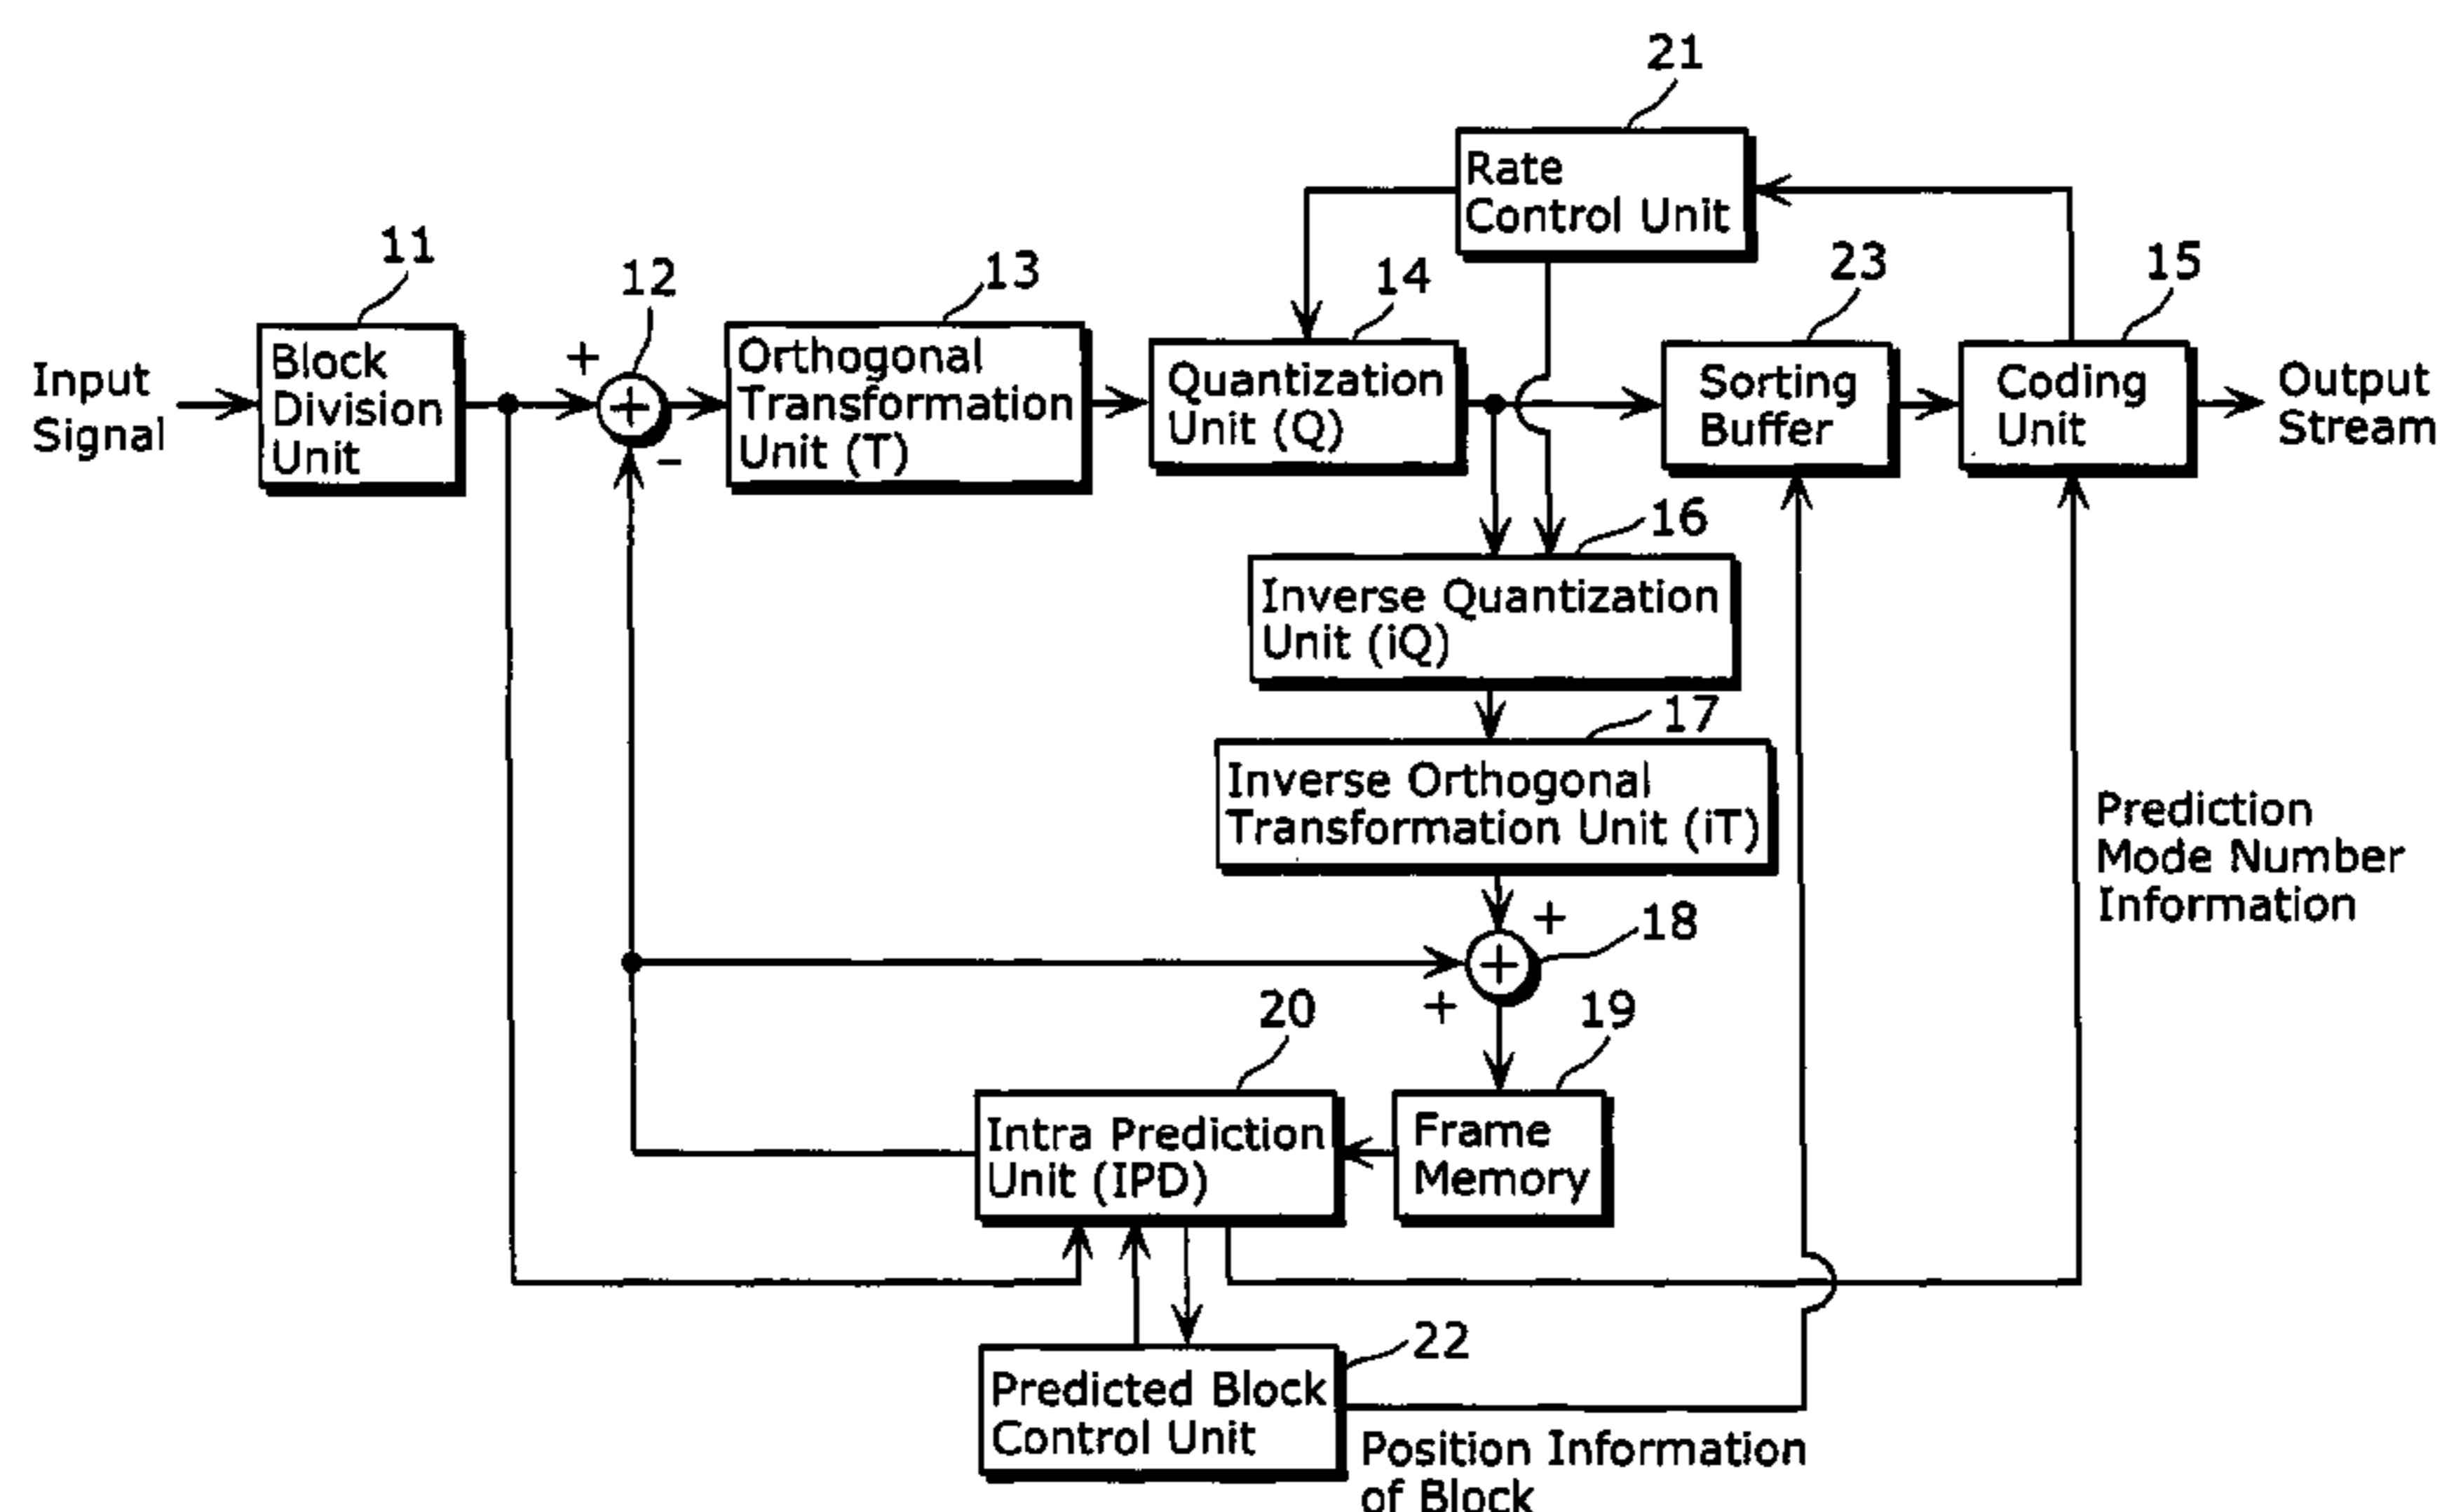 21
Rate
Control Unit
11
12
13
14
23
15
Input
Signal
Block
Division
Unit
+
+
-
Orthogonal
Transformation
Unit (T)
Quantization
Unit (Q)
Sorting
Buffer
Coding
Unit
Output
Stream
16
Inverse Quantization
Unit (iQ)
17
Inverse Orthogonal
Transformation Unit (iT)
Prediction
Mode Number
Information
+
18
+
+
20
19
Intra Prediction
Unit (IPD)
Frame
Memory
22
Predicted Block
Control Unit
Position Information
of Block